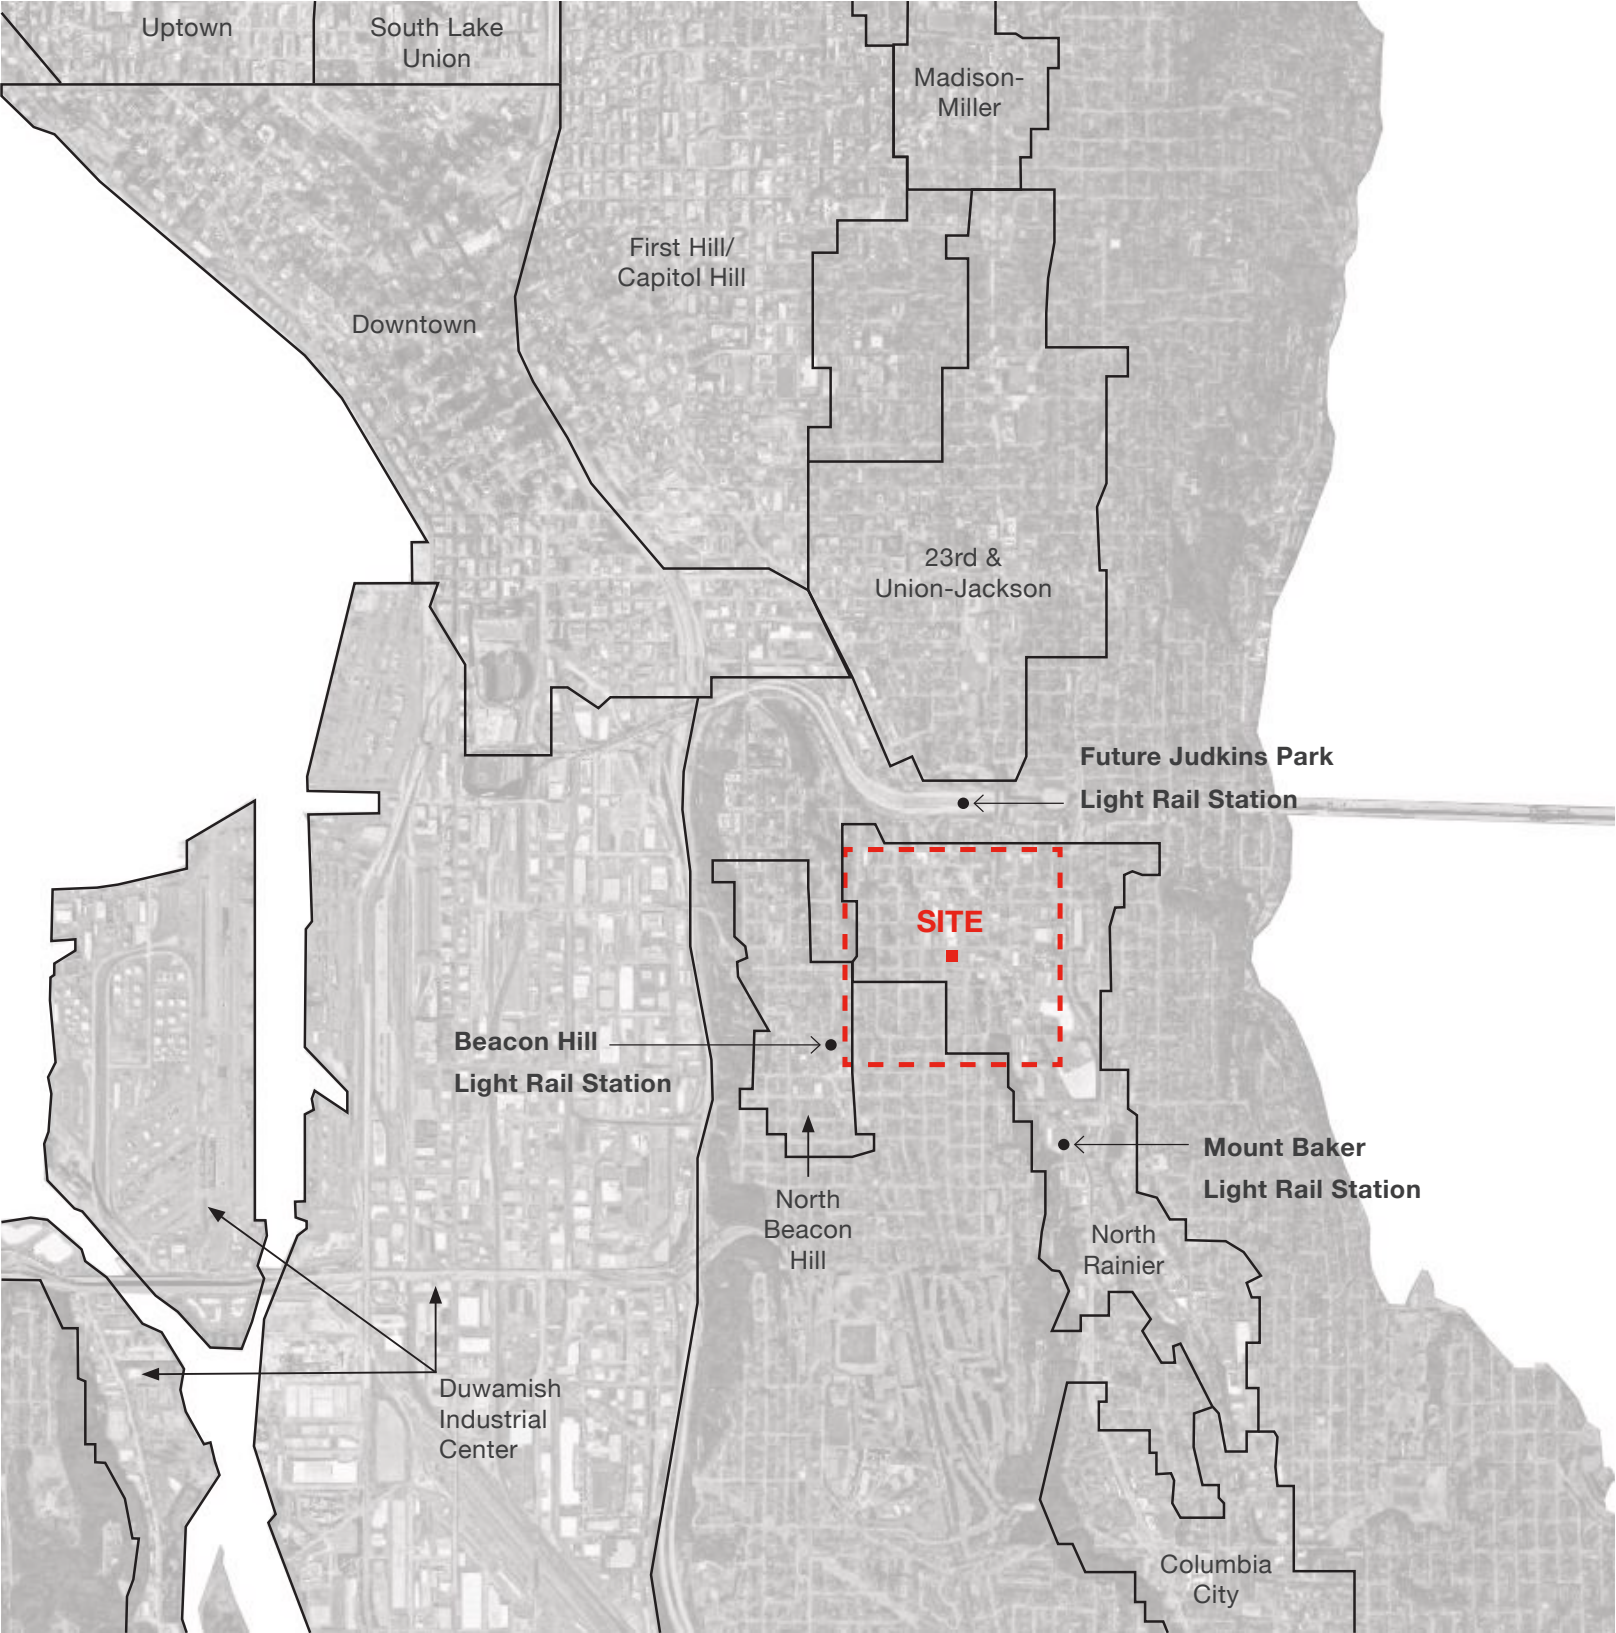 Uptown
South Lake
Union
Madison-
Miller
First Hill/
Capitol Hill
Downtown
23rd &
Union-Jackson
Future Judkins Park
Light Rail Station
SITE
Beacon Hill
Light Rail Station
Mount Baker
Light Rail Station
North
Beacon
Hill
North
Rainier
Duwamish
Industrial
Center
Columbia
City